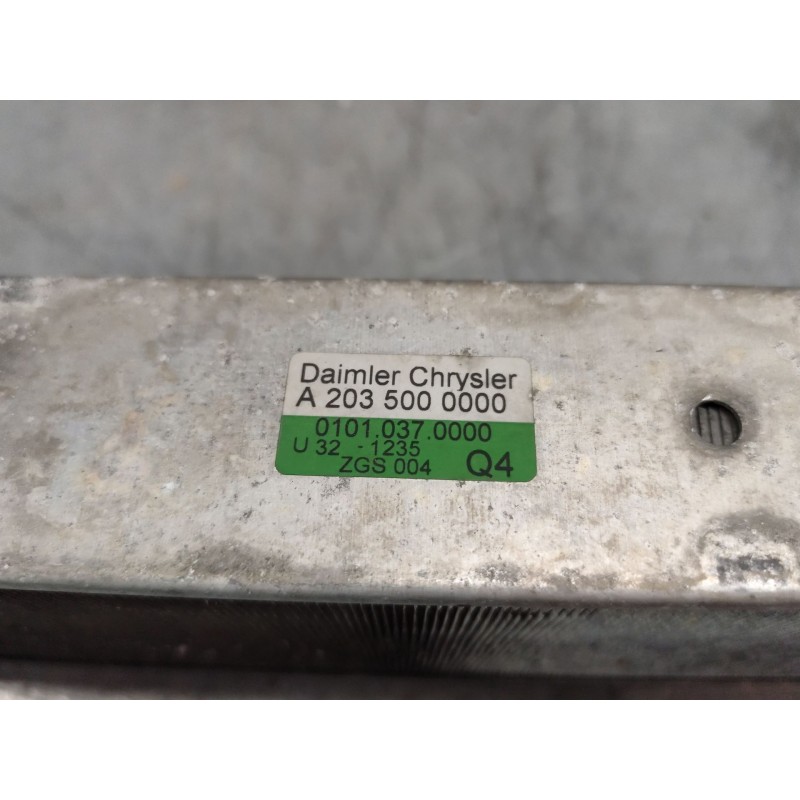 Daimler Chrysler
A 203 500 0000
0101.037.0000
U 32 - 1235
ZGS 004 Q4